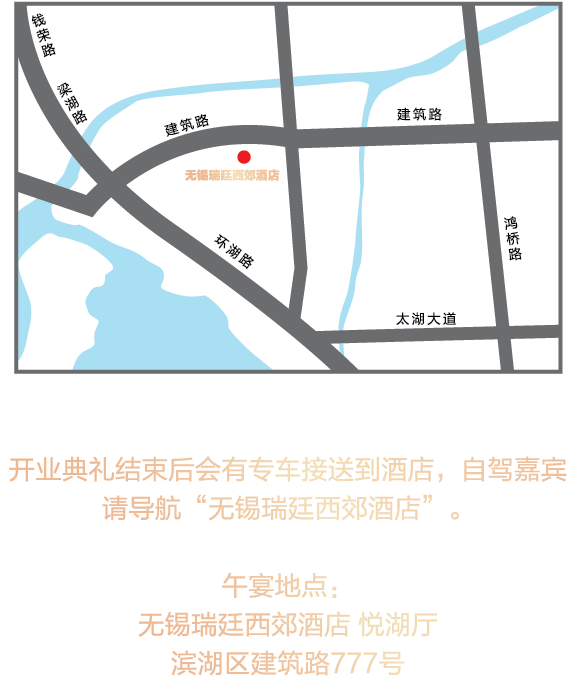 钱荣路
梁湖路
建筑路
建筑路
无锡瑞廷西郊酒店
环湖路
鸿桥路
太湖大道
开业典礼结束后会有专车接送到酒店，自驾嘉宾
请导航“无锡瑞廷西郊酒店”。
午宴地点：
无锡瑞廷西郊酒店 悦湖厅
滨湖区建筑路777号